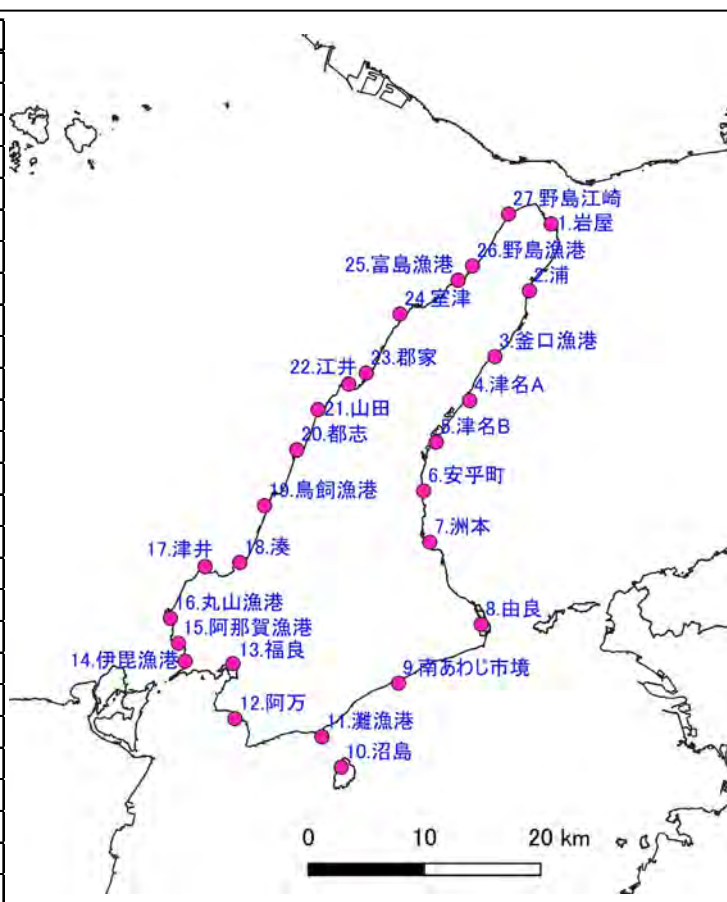 27.野島江崎
1.岩屋
26.野島漁港
25.富島漁港
2.浦
24.室津
3.釜口漁港
23.郡家
22.江井
4.津名A
21.山田
5.津名B
20.都志
6.安乎町
19.鳥飼漁港
7.洲本
18.湊
17.津井
16.丸山漁港
8.由良
15.阿那賀漁港
14.伊毘漁港
13.福良
9.南あわじ市境
12.阿万
11.灘漁港
10.沼島
0 10 20 km